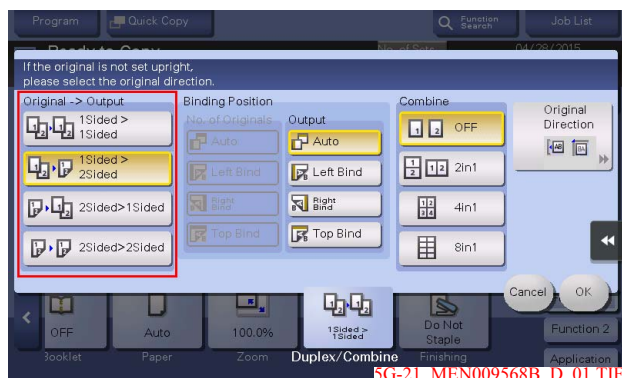 Program
Quick Copy
Function
Search
Job List
Ready to Copy
No. of Sets
04/28/2015
If the original is not set upright,
please select the original direction.
Original -> Output
Binding Position
Combine
Original
Direction
No. of Originals
Output
1Sided >
1Sided
Auto
Auto
OFF
1Sided >
2Sided
Left Bind
Left Bind
2in1
2Sided>1Sided
Right
Bind
Right
Bind
4in1
2Sided>2Sided
Top Bind
Top Bind
8in1
Cancel
OK
OFF
Auto
100.0%
1Sided >
1Sided
Do Not
Staple
Function 2
Booklet
Paper
Zoom
Duplex/Combine
Finishing
Application
5G-21_MEN009568B_D_01.TIF